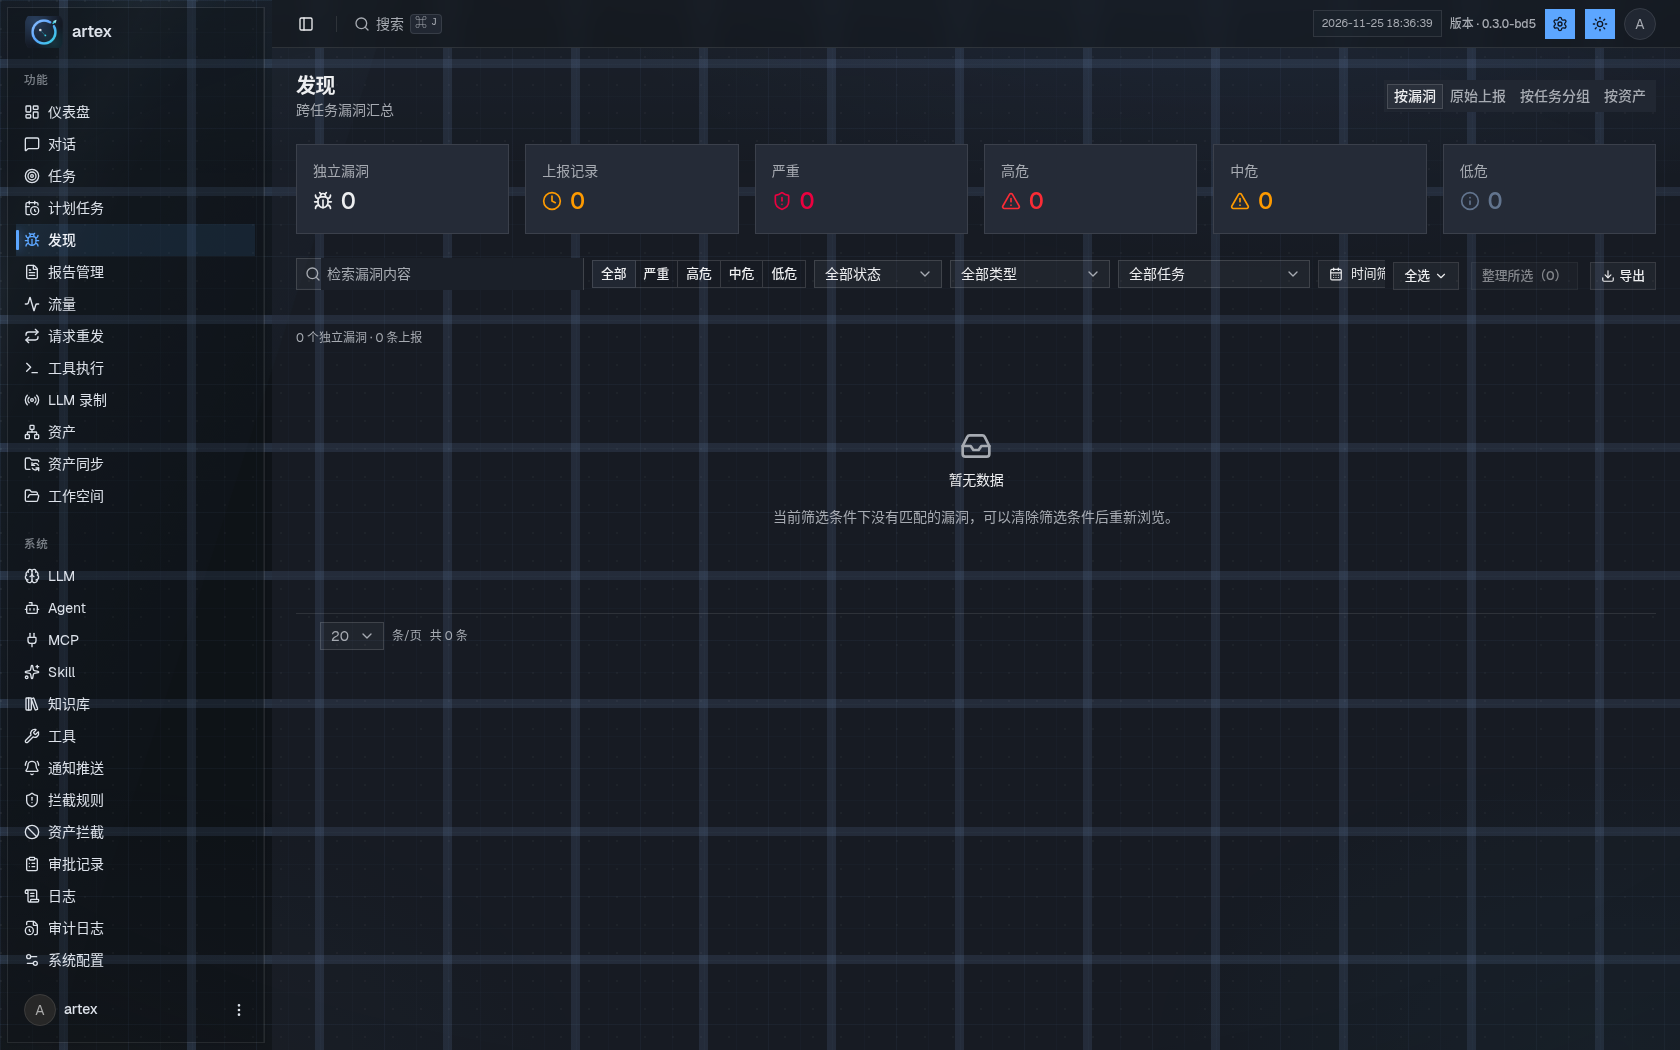 artex
搜索 ⌘ J
2026-11-25 18:36:39
版本 · 0.3.0-bd5
A
功能
仪表盘
对话
任务
计划任务
发现
报告管理
流量
请求重发
工具执行
LLM 录制
资产
资产同步
工作空间
系统
LLM
Agent
MCP
Skill
知识库
工具
通知推送
拦截规则
资产拦截
审批记录
日志
审计日志
系统配置
A artex
发现
跨任务漏洞汇总
按漏洞 原始上报 按任务分组 按资产
独立漏洞 上报记录 严重 高危 中危 低危
0 0 0 0 0 0
检索漏洞内容 全部 严重 高危 中危 低危 全部状态 全部类型 全部任务 时间筛 全选 整理所选（0） 导出
0 个独立漏洞 · 0 条上报
暂无数据
当前筛选条件下没有匹配的漏洞，可以清除筛选条件后重新浏览。
20 条/页 共 0 条